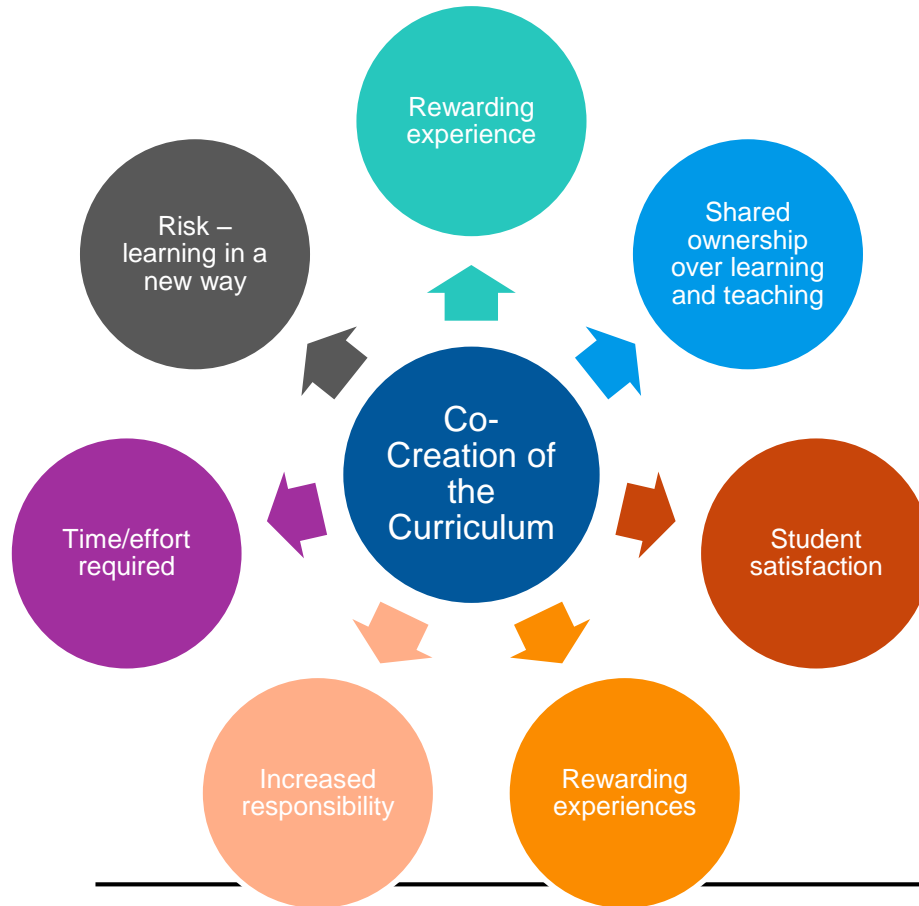 Rewarding
experience
Shared
ownership
over learning
and teaching
Student
satisfaction
Rewarding
experiences
Increased
responsibility
Time/effort
required
Risk –
learning in a
new way
Co-
Creation of
the
Curriculum